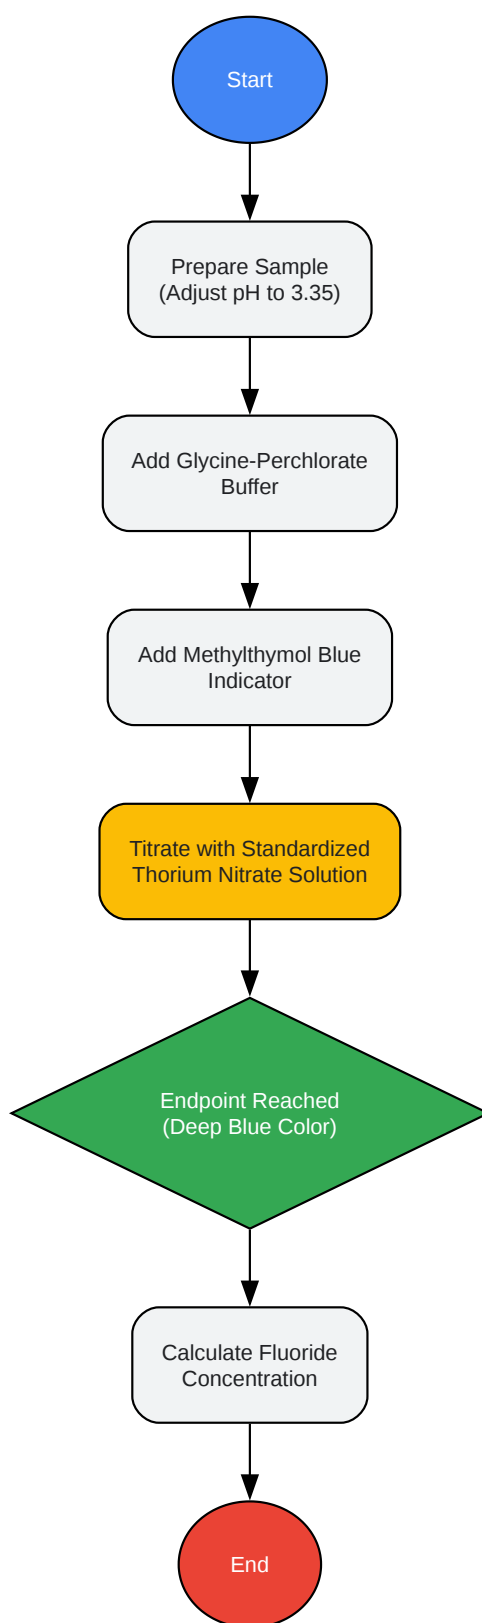 Start
Prepare Sample
(Adjust pH to 3.35)
Add Glycine-Perchlorate
Buffer
Add Methylthymol Blue
Indicator
Titrate with Standardized
Thorium Nitrate Solution
Endpoint Reached
(Deep Blue Color)
Calculate Fluoride
Concentration
End